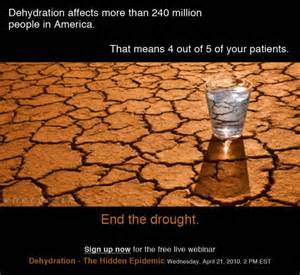 Dehydration affects more than 240 million
people in America.
That means 4 out of 5 of your patients.
End the drought.
Sign up now for the free live webinar
Dehydration - The Hidden Epidemic Wednesday, April 21, 2010, 2 PM EST